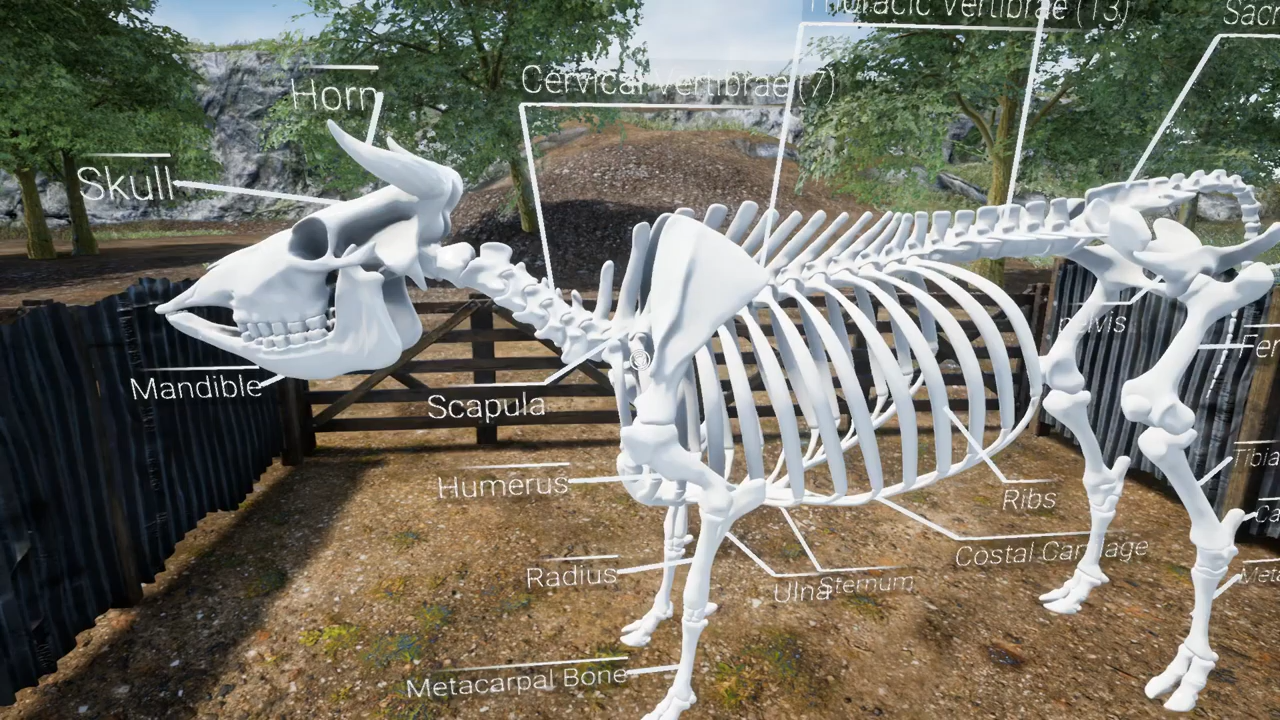 Thoracic Vertibrae (13)
Horn
Cervical Vertibrae (7)
Skull
pelvis
Mandible
Scapula
Humerus
Ribs
Costal Cartilage
Radius
Ulna
Sternum
Metacarpal Bone
Tibia